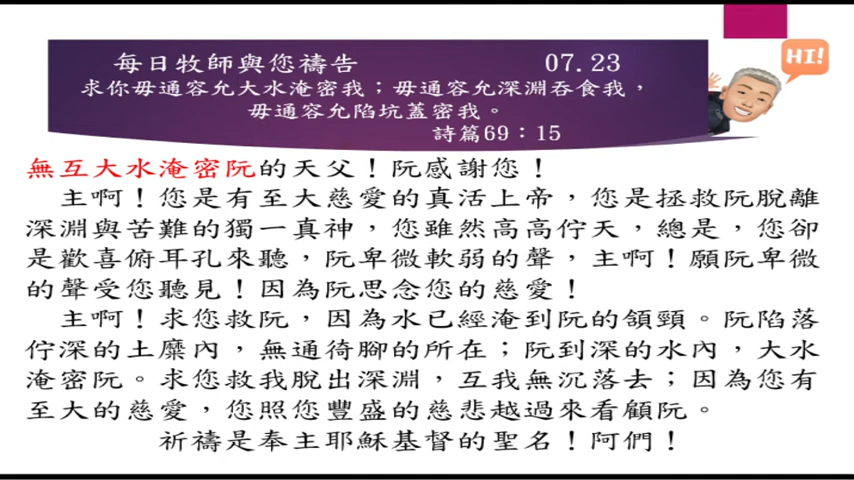 每日牧師與您禱告 07.23
求你毋通容允大水淹密我；毋通容允深淵吞食我，
毋通容允陷坑蓋密我。
詩篇69：15
HI!
無互大水淹密阮的天父！阮感謝您！
主啊！您是有至大慈愛的真活上帝，您是拯救阮脫離
深淵與苦難的獨一真神，您雖然高高佇天，總是，您卻
是歡喜俯耳孔來聽，阮卑微軟弱的聲，主啊！願阮卑微
的聲受您聽見！因為阮思念您的慈愛！
主啊！求您救阮，因為水已經淹到阮的頷頸。阮陷落
佇深的土糜內，無通徛腳的所在；阮到深的水內，大水
淹密阮。求您救我脫出深淵，互我無沉落去；因為您有
至大的慈愛，您照您豐盛的慈悲越過來看顧阮。
祈禱是奉主耶穌基督的聖名！阿們！